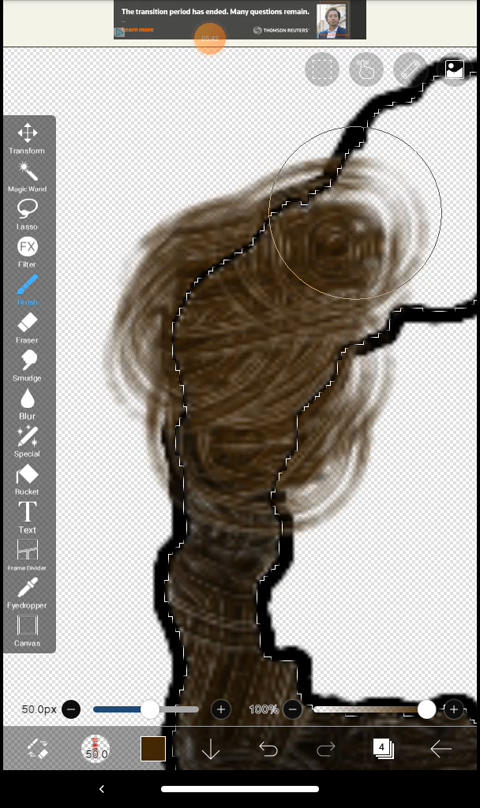 The transition period has ended. Many questions remain.
Learn more
THOMSON REUTERS
Transform
Magic Wand
Lasso
FX
Filter
Brush
Eraser
Smudge
Blur
Special
Bucket
T
Text
Frame Divider
Eyedropper
Canvas
50.0px
100%
50.0
4